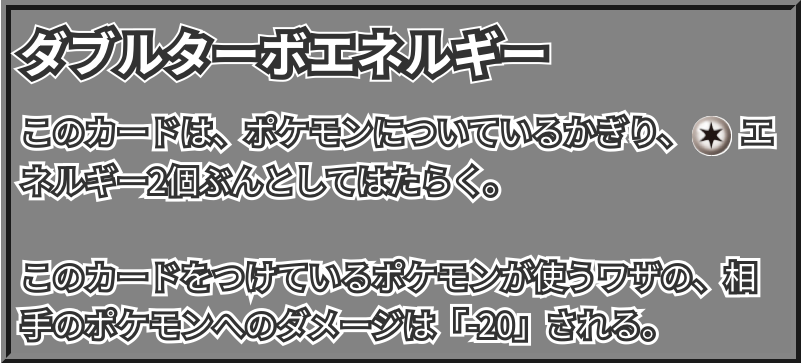 ダブルターボエネルギー
このカードは、ポケモンについているかぎり、エ
ネルギー2個ぶんとしてはたらく。
このカードをつけているポケモンが使うワザの、相
手のポケモンへのダメージは「-20」される。